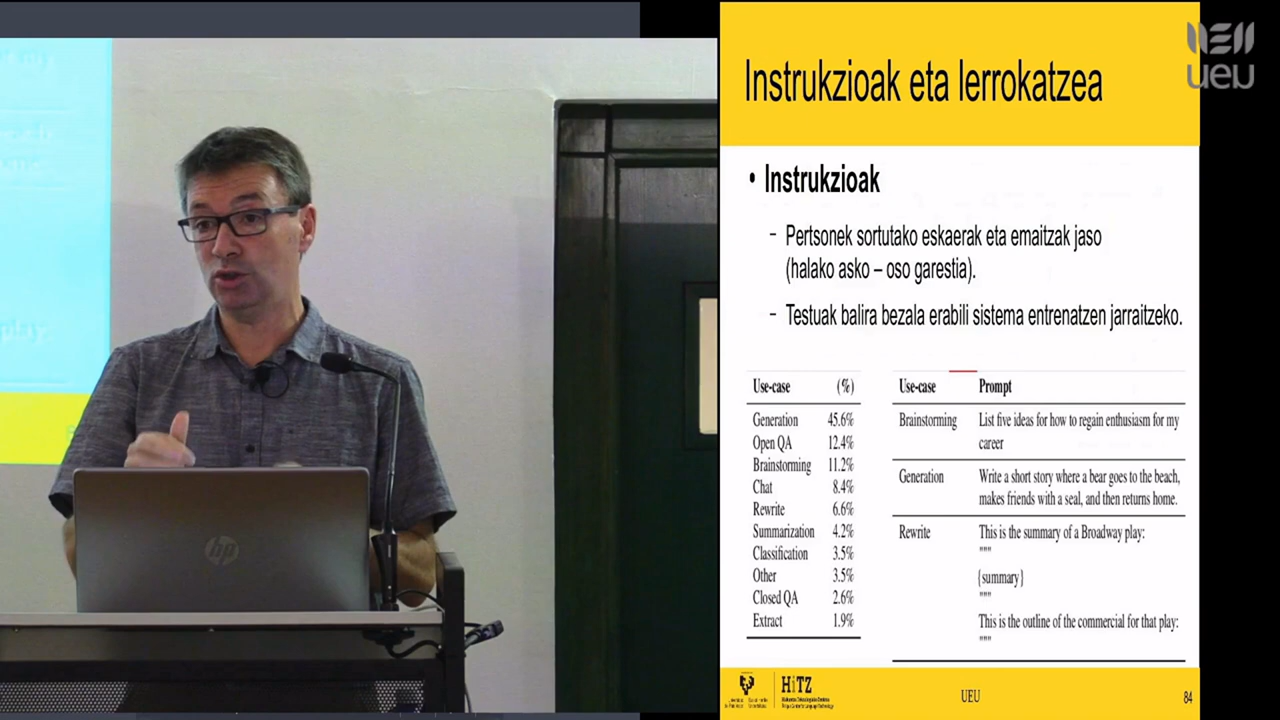 UEU
Instrukzioak eta lerrokatzea
• Instrukzioak
- Pertsonek sortutako eskaerak eta emaitzak jaso
(halako asko – oso garestia).
- Testuak balira bezala erabili sistema entrenatzen jarraitzeko.
Use-case (%)
Generation 45.6%
Open QA 12.4%
Brainstorming 11.2%
Chat 8.4%
Rewrite 6.6%
Summarization 4.2%
Classification 3.5%
Other 3.5%
Closed QA 2.6%
Extract 1.9%
Use-case Prompt
Brainstorming List five ideas for how to regain enthusiasm for my
career
Generation Write a short story where a bear goes to the beach,
makes friends with a seal, and then returns home.
Rewrite This is the summary of a Broadway play:
"""
{summary}
"""
This is the outline of the commercial for that play:
"""
play
hp
HiTZ
UEU
84